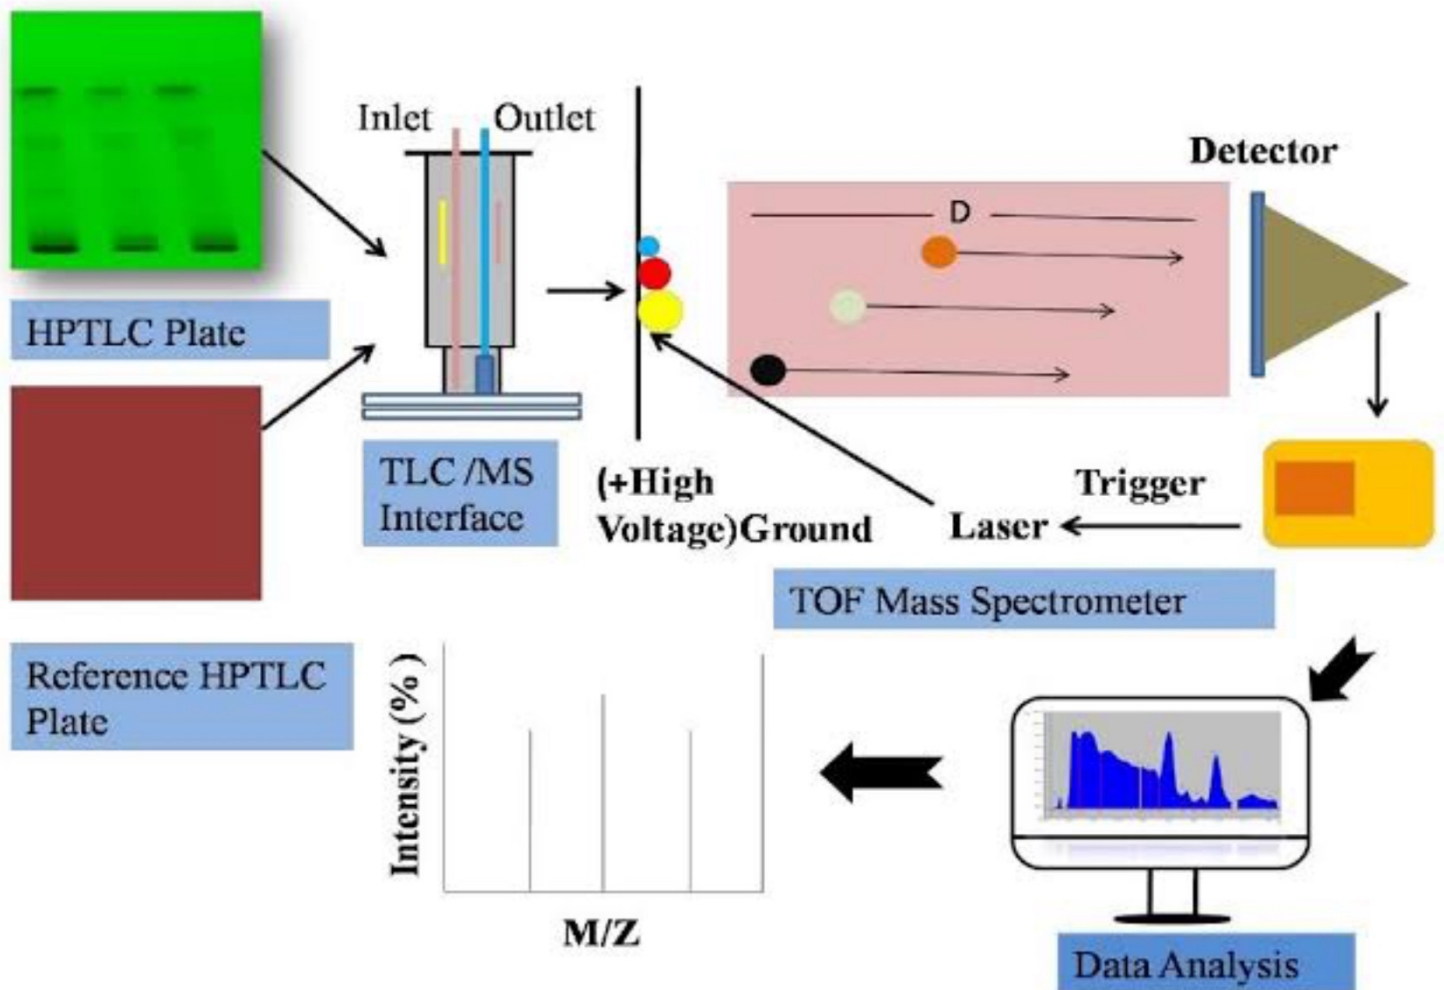 Inlet
Outlet
Detector
D
HPTLC Plate
TLC /MS
Interface
(+High
Voltage)Ground
Trigger
Laser
TOF Mass Spectrometer
Reference HPTLC
Plate
Intensity (%)
M/Z
Data Analysis